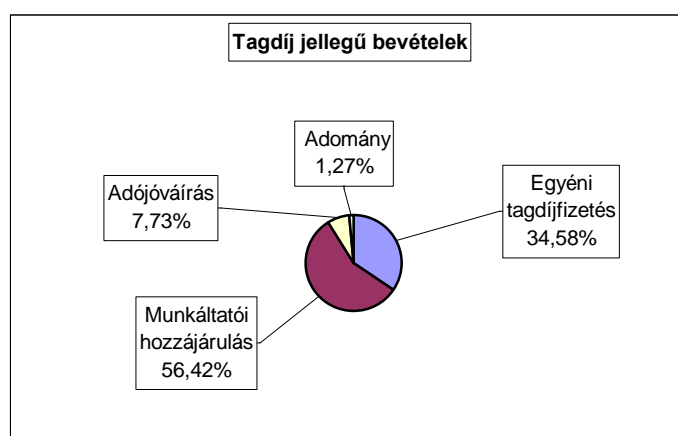 Tagdíj jellegű bevételek
Adomány
1,27%
Egyéni
tagdíjfizetés
34,58%
Adójóváírás
7,73%
Munkáltatói
hozzájárulás
56,42%